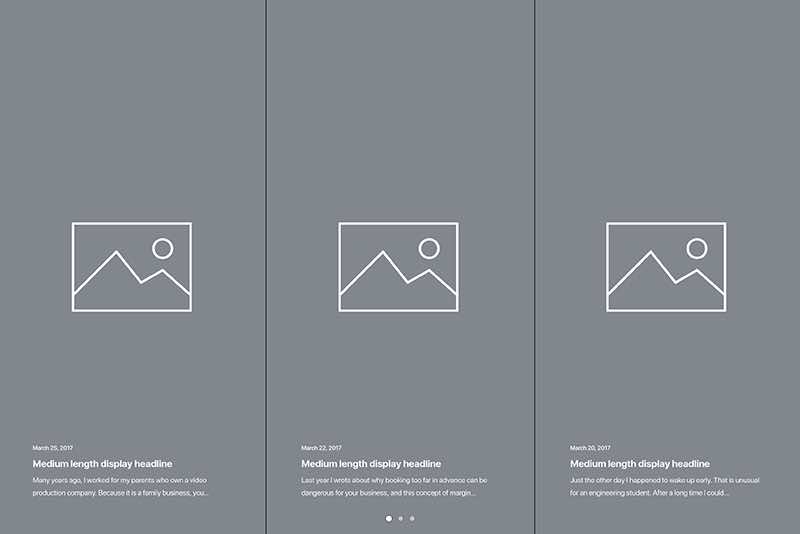 March 25, 2017
Medium length display headline
Many years ago, I worked for my parents who own a video
production company. Because it is a family business, you...
March 22, 2017
Medium length display headline
Last year I wrote about why booking too far in advance can be
dangerous for your business, and this concept of margin...
March 20, 2017
Medium length display headline
Just the other day I happened to wake up early. That is unusual
for an engineering student. After a long time I could...